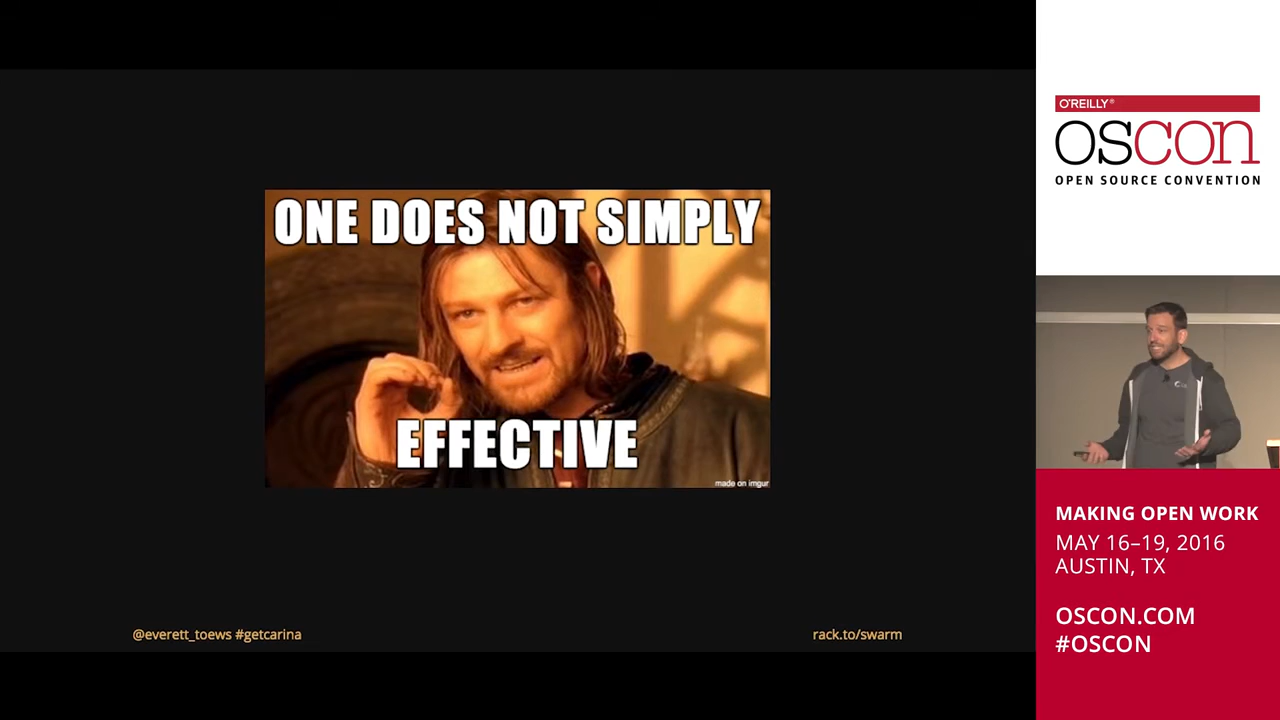 ONE DOES NOT SIMPLY
EFFECTIVE
made on imgur
@everett_toews #getcarina
rack.to/swarm
O'REILLY®
OSCON
OPEN SOURCE CONVENTION
MAKING OPEN WORK
MAY 16–19, 2016
AUSTIN, TX
OSCON.COM
#OSCON